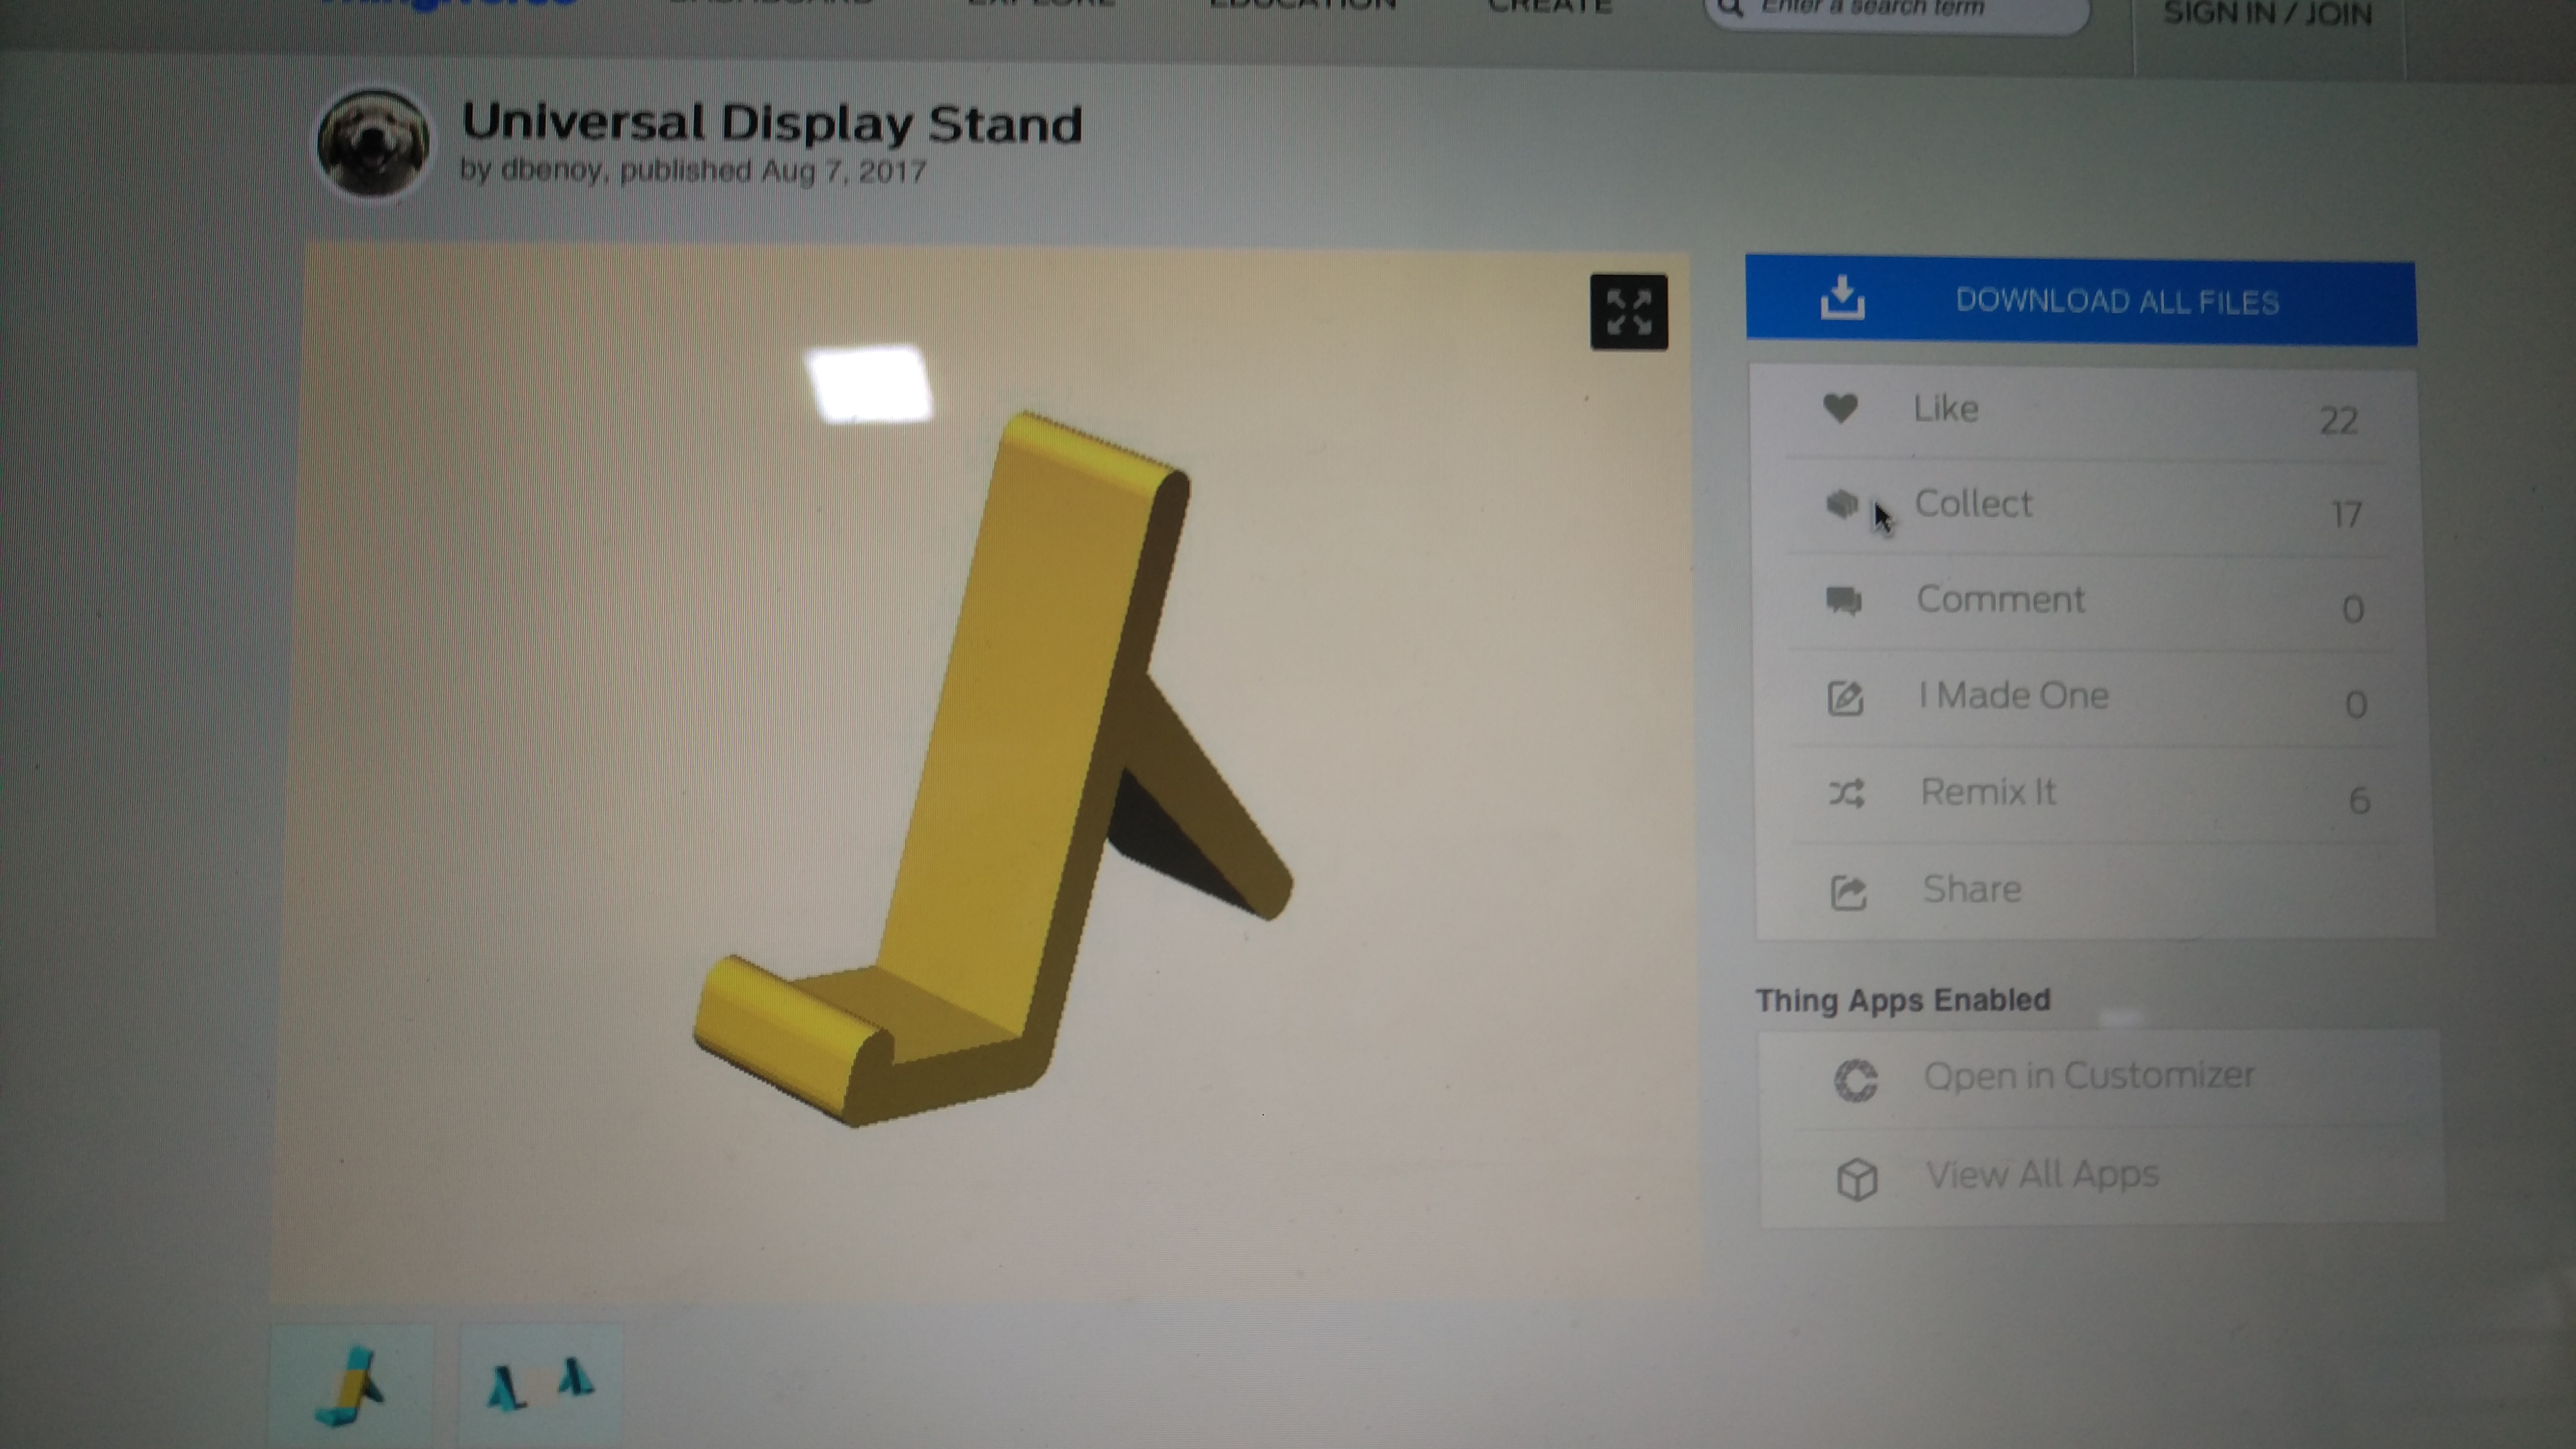 Thingiverse DASHBOARD EXPLORE EDUCATION CREATE Enter a search term SIGN IN / JOIN
Universal Display Stand
by dbenoy, published Aug 7, 2017
DOWNLOAD ALL FILES
Like 22
Collect 17
Comment 0
I Made One 0
Remix It 6
Share
Thing Apps Enabled
Open in Customizer
View All Apps